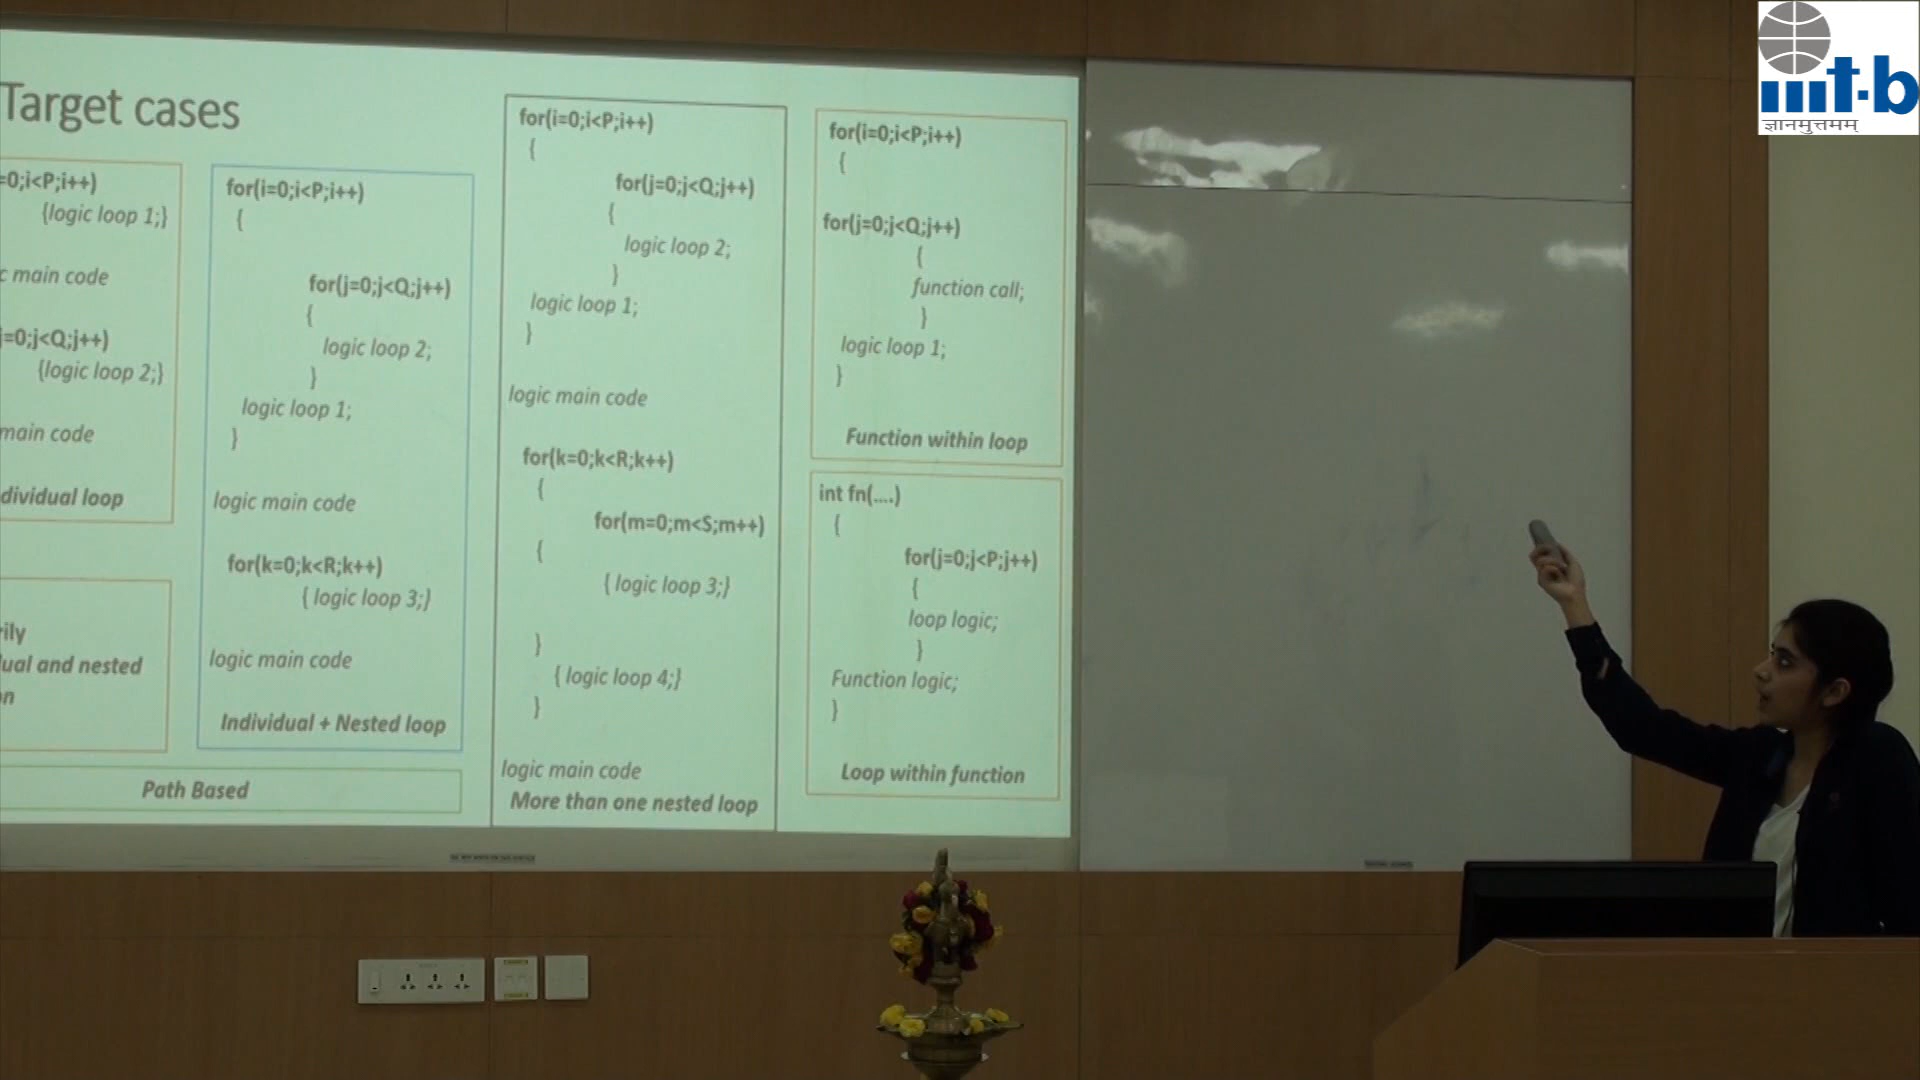 Target cases
=0;i<P;i++)
{logic loop 1;}
c main code
j=0;j<Q;j++)
{logic loop 2;}
main code
dividual loop
rily
ual and nested
on
for(i=0;i<P;i++)
{
for(j=0;j<Q;j++)
{
logic loop 2;
}
logic loop 1;
}
logic main code
for(k=0;k<R;k++)
{ logic loop 3;}
logic main code
Individual + Nested loop
Path Based
for(i=0;i<P;i++)
{
for(j=0;j<Q;j++)
{
logic loop 2;
}
logic loop 1;
}
logic main code
for(k=0;k<R;k++)
{
for(m=0;m<S;m++)
{
{ logic loop 3;}
}
{ logic loop 4;}
}
logic main code
More than one nested loop
for(i=0;i<P;i++)
{
for(j=0;j<Q;j++)
{
function call;
}
logic loop 1;
}
Function within loop
int fn(....)
{
for(j=0;j<P;j++)
{
loop logic;
}
Function logic;
}
Loop within function
iiit-b
ज्ञानमुत्तमम्